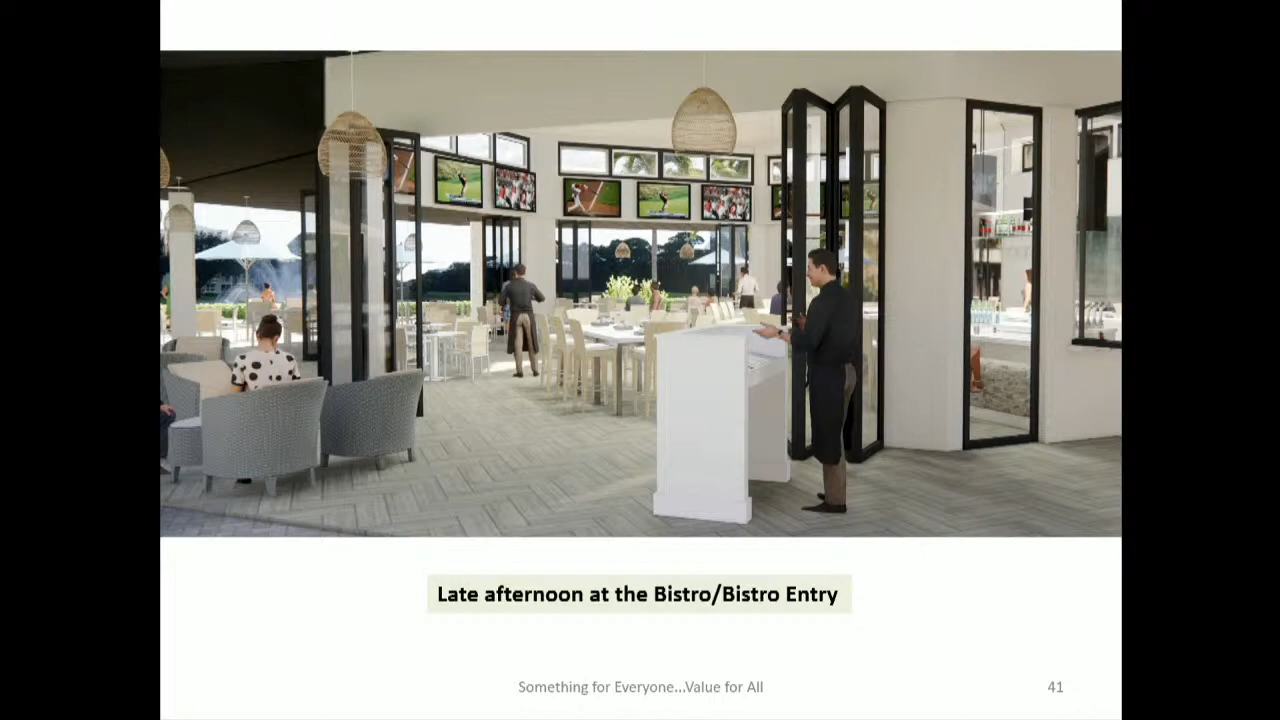 Late afternoon at the Bistro/Bistro Entry
Something for Everyone...Value for All
41